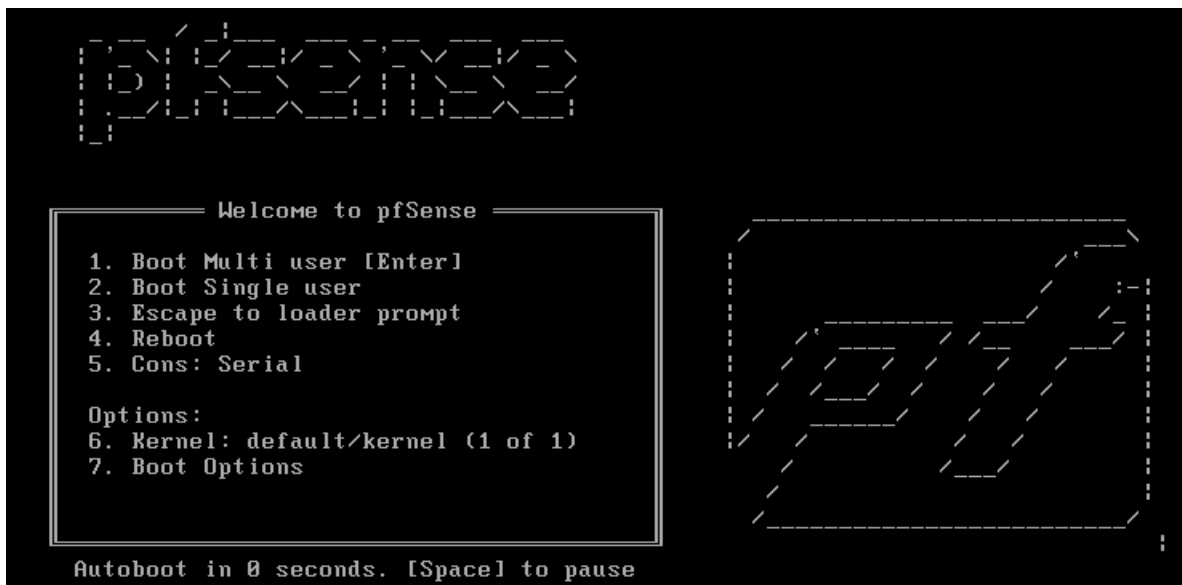 pfSense
Welcome to pfSense
1. Boot Multi user [Enter]
2. Boot Single user
3. Escape to loader prompt
4. Reboot
5. Cons: Serial
Options:
6. Kernel: default/kernel (1 of 1)
7. Boot Options
pf
Autoboot in 0 seconds. [Space] to pause